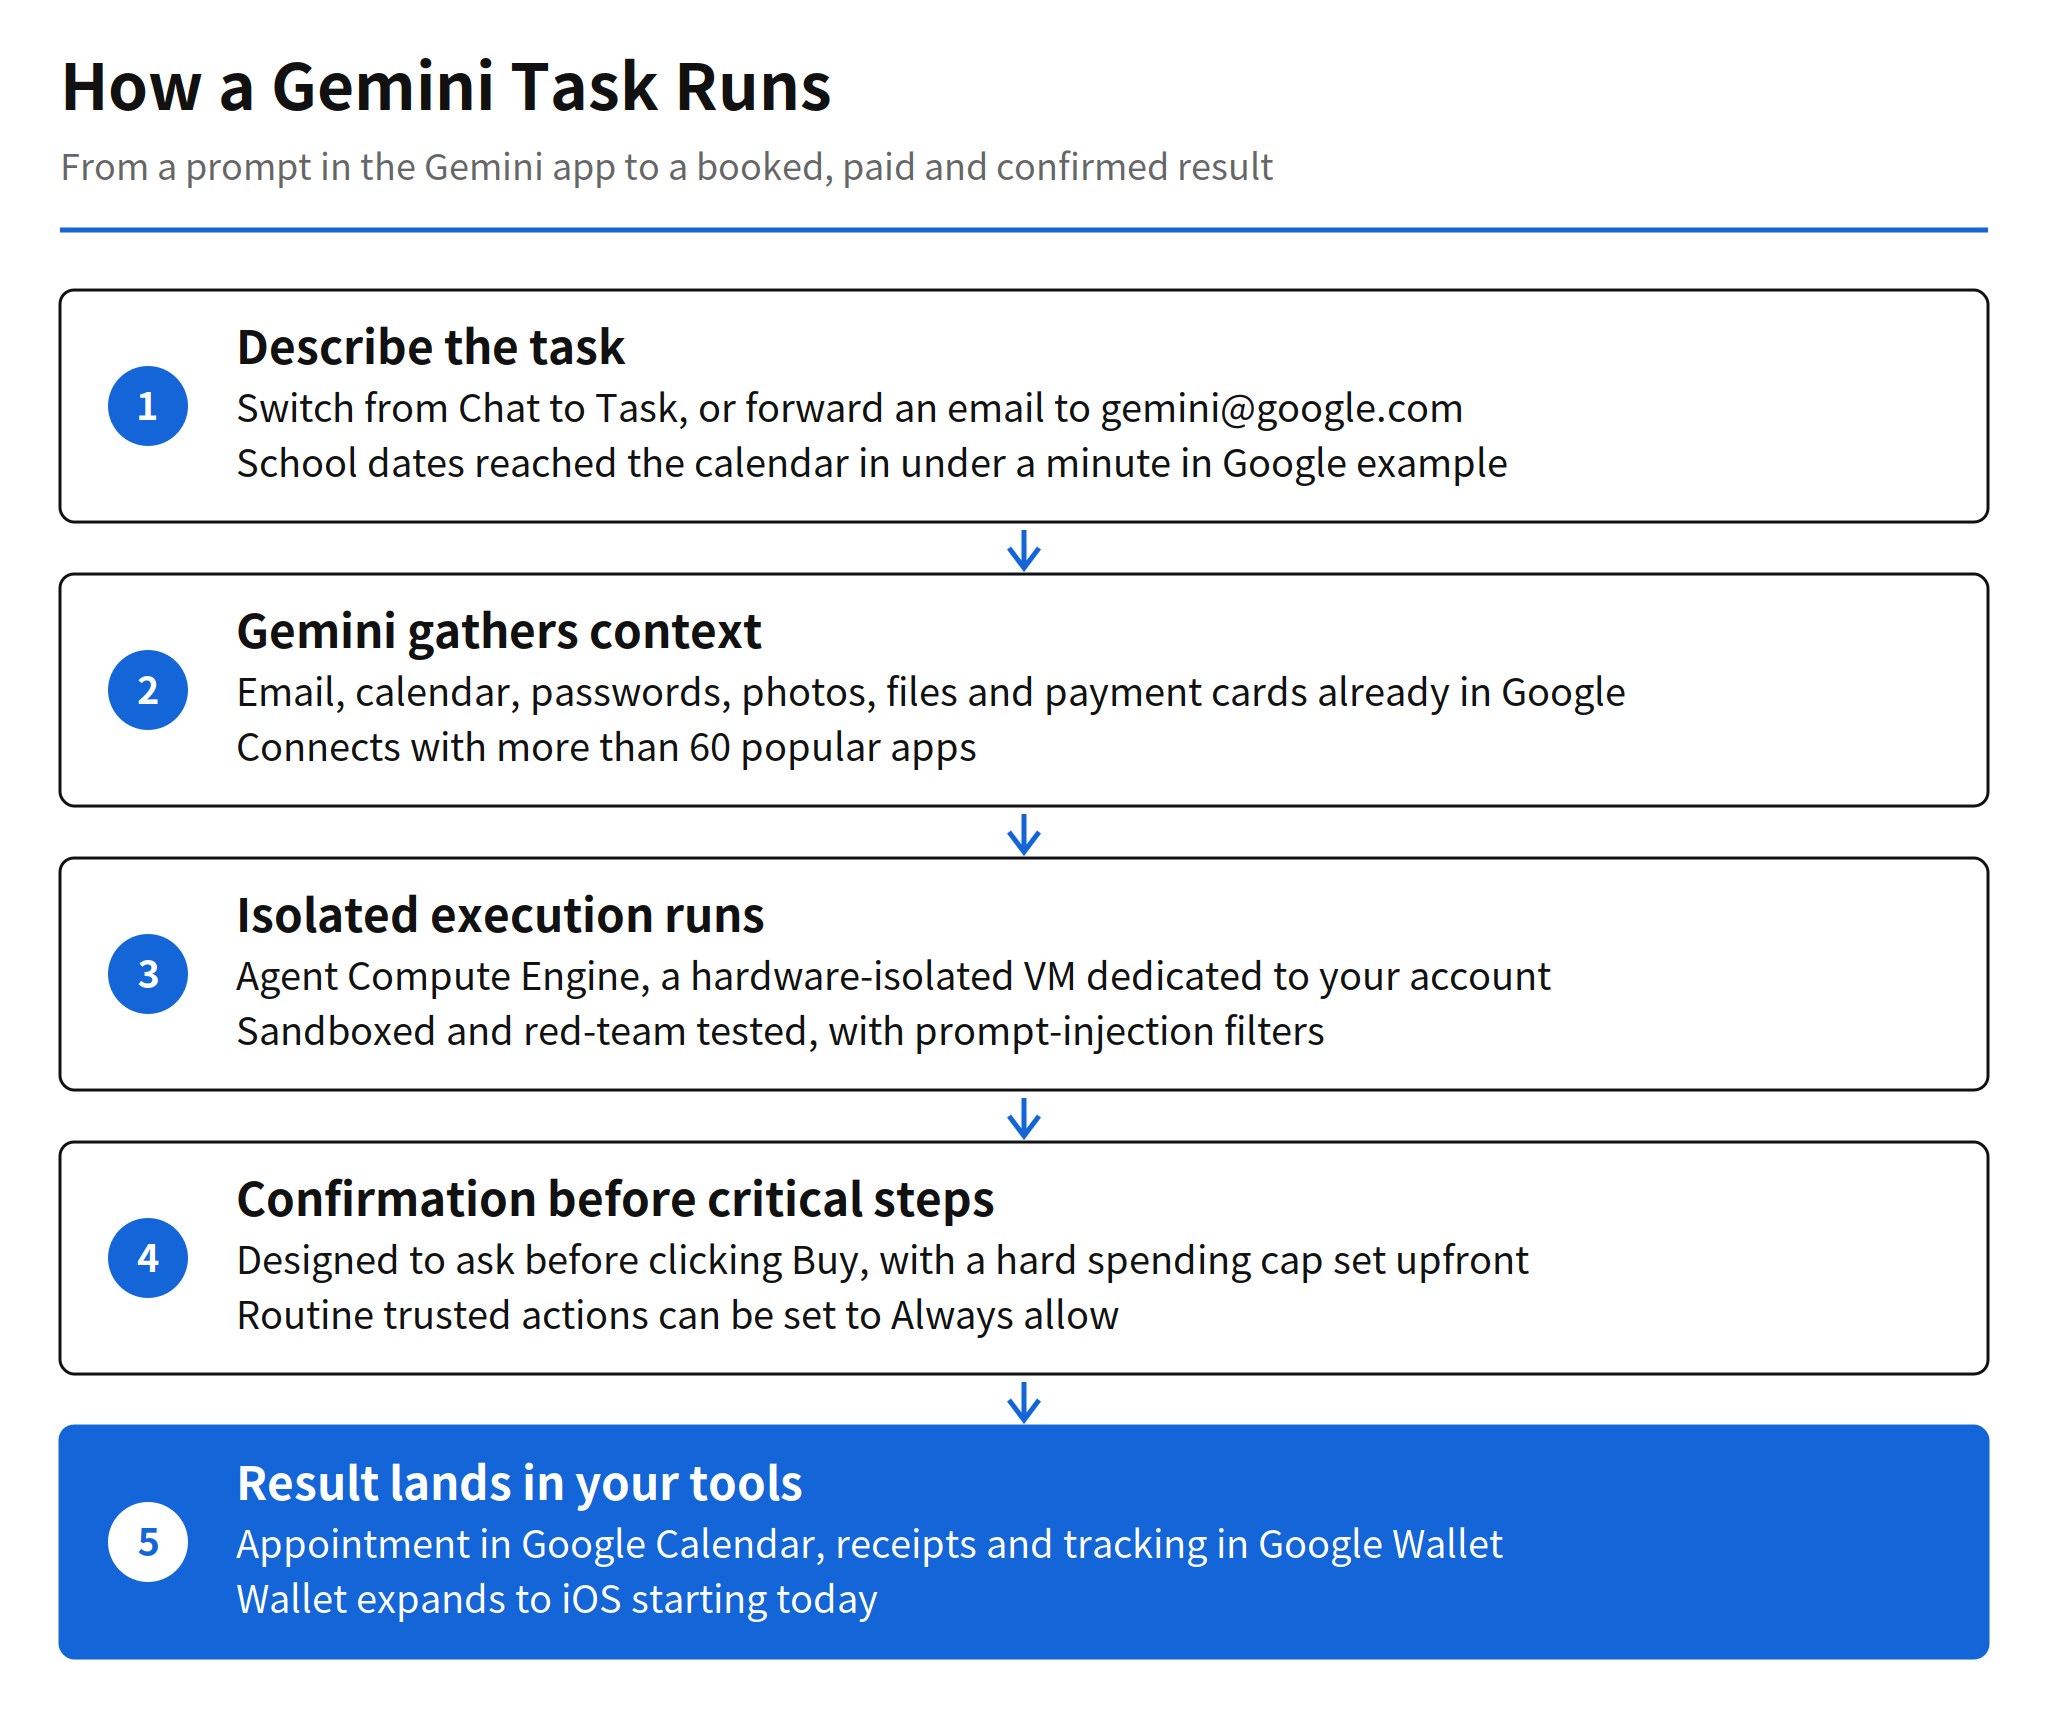 How a Gemini Task Runs
From a prompt in the Gemini app to a booked, paid and confirmed result
1
Describe the task
Switch from Chat to Task, or forward an email to gemini@google.com
School dates reached the calendar in under a minute in Google example
2
Gemini gathers context
Email, calendar, passwords, photos, files and payment cards already in Google
Connects with more than 60 popular apps
3
Isolated execution runs
Agent Compute Engine, a hardware-isolated VM dedicated to your account
Sandboxed and red-team tested, with prompt-injection filters
4
Confirmation before critical steps
Designed to ask before clicking Buy, with a hard spending cap set upfront
Routine trusted actions can be set to Always allow
5
Result lands in your tools
Appointment in Google Calendar, receipts and tracking in Google Wallet
Wallet expands to iOS starting today